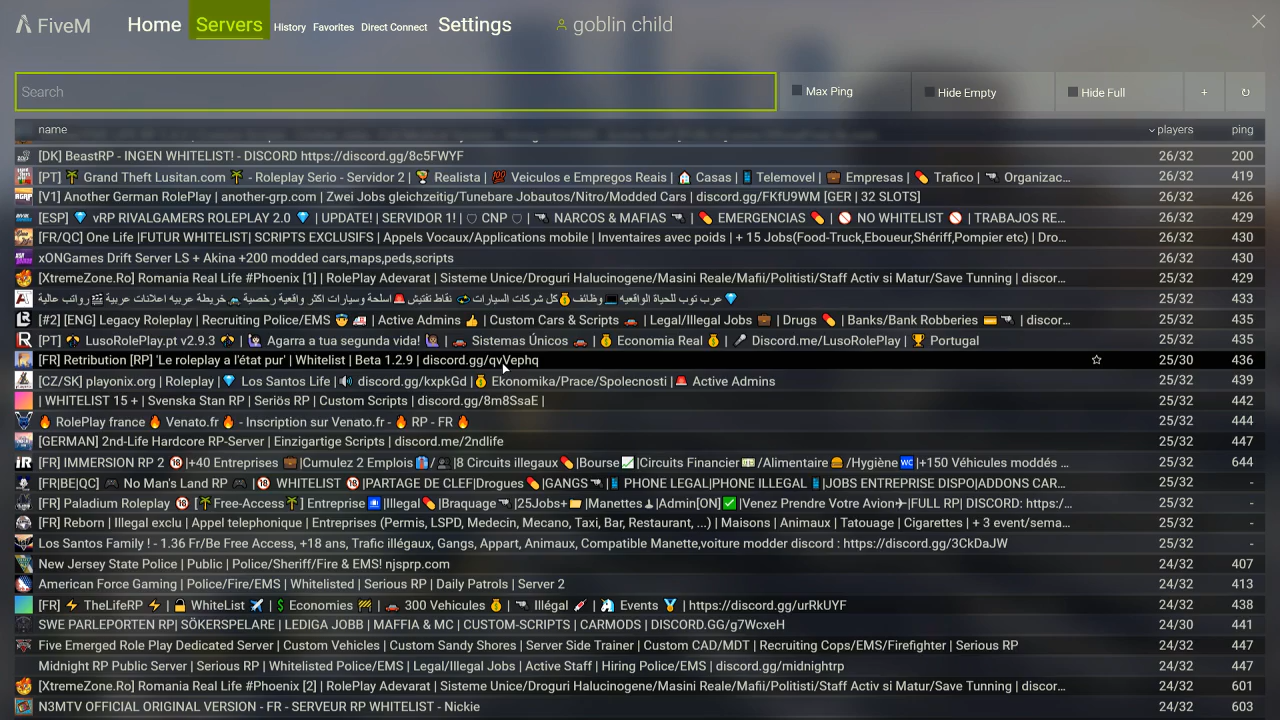 FiveM Home Servers History Favorites Direct Connect Settings goblin child
Search Max Ping Hide Empty Hide Full + ↻
name players ping
[DK] BeastRP - INGEN WHITELIST! - DISCORD https://discord.gg/8c5FWYF 26/32 200
[PT] 🌴 Grand Theft Lusitan.com 🌴 - Roleplay Serio - Servidor 2 | 🏆 Realista | 💯 Veiculos e Empregos Reais | 🏠 Casas | 📱 Telemovel | 💼 Empresas | 💊 Trafico | 🔫 Organizac... 26/32 419
[V1] Another German RolePlay | another-grp.com | Zwei Jobs gleichzeitig/Tunebare Jobautos/Nitro/Modded Cars | discord.gg/FKfU9WM [GER | 32 SLOTS] 26/32 426
[ESP] 💎 vRP RIVALGAMERS ROLEPLAY 2.0 💎 | UPDATE! | SERVIDOR 1! | 🛡 CNP 🛡 | 🔫 NARCOS & MAFIAS 🔫 | 💊 EMERGENCIAS 💊 | 🚫 NO WHITELIST 🚫 | TRABAJOS RE... 26/32 429
[FR/QC] One Life |FUTUR WHITELIST| SCRIPTS EXCLUSIFS | Appels Vocaux/Applications mobile | Inventaires avec poids | + 15 Jobs(Food-Truck,Eboueur,Shériff,Pompier etc) | Dro... 26/32 430
xONGames Drift Server LS + Akina +200 modded cars,maps,peds,scripts 26/32 430
[XtremeZone.Ro] Romania Real Life #Phoenix [1] | RolePlay Adevarat | Sisteme Unice/Droguri Halucinogene/Masini Reale/Mafii/Politisti/Staff Activ si Matur/Save Tunning | discor... 25/32 429
💎 عرب توب للحياة الواقعيه 💻 وظائف 💰 كل شركات السيارات 💫 نقاط تفتيش 🚨 اسلحة وسيارات اكثر واقعية رخصية 🚗 خريطة عربيه اعلانات عربية 🎬 رواتب عالية 25/32 433
[#2] [ENG] Legacy Roleplay | Recruiting Police/EMS 👮 🚑 | Active Admins 👍 | Custom Cars & Scripts 🚗 | Legal/Illegal Jobs 💼 | Drugs 💊 | Banks/Bank Robberies 💳 🔫 | discor... 25/32 435
[PT] 🌴 LusoRolePlay.pt v2.9.3 🌴 | 🙋 Agarra a tua segunda vida! 🙋 | 🚗 Sistemas Únicos 🚗 | 💰 Economia Real 💰 | 🎤 Discord.me/LusoRolePlay | 🏆 Portugal 25/32 435
[FR] Retribution [RP] 'Le roleplay a l'état pur' | Whitelist | Beta 1.2.9 | discord.gg/qvVephq ☆ 25/30 436
[CZ/SK] playonix.org | Roleplay | 💎 Los Santos Life | 🔊 discord.gg/kxpkGd | 💰 Ekonomika/Prace/Spolecnosti | 🚨 Active Admins 25/32 439
| WHITELIST 15 + | Svenska Stan RP | Seriös RP | Custom Scripts | discord.gg/8m8SsaE | 25/32 442
🔥 RolePlay france 🔥 Venato.fr 🔥 - Inscription sur Venato.fr - 🔥 RP - FR 🔥 25/32 444
[GERMAN] 2nd-Life Hardcore RP-Server | Einzigartige Scripts | discord.me/2ndlife 25/32 447
[FR] IMMERSION RP 2 🔞 |+40 Entreprises 💼 |Cumulez 2 Emplois 👔/👥 |8 Circuits illegaux 💊 |Bourse 📈 |Circuits Financier 💵 /Alimentaire 🍔 /Hygiène 🚾 |+150 Véhicules moddés ... 25/32 644
[FR|BE|QC] 🎮 No Man's Land RP 🎮 |🔞 WHITELIST 🔞 |PARTAGE DE CLEF|Drogues 💊 |GANGS 🔫 |📱 PHONE LEGAL|PHONE ILLEGAL 📱 |JOBS ENTREPRISE DISPO|ADDONS CAR... 25/32 -
[FR] Paladium Roleplay 🔞 [🌴 Free-Access 🌴] Entreprise 🏧 |Illegal 💊 |Braquage 🔫 |25Jobs+ 📁 |Manettes 🕹 |Admin[ON] ✅ |Venez Prendre Votre Avion ✈ |FULL RP| DISCORD: https:/... 25/32 -
[FR] Reborn | Illegal exclu | Appel telephonique | Entreprises (Permis, LSPD, Medecin, Mecano, Taxi, Bar, Restaurant, ...) | Maisons | Animaux | Tatouage | Cigarettes | + 3 event/sema... 25/32 -
Los Santos Family ! - 1.36 Fr/Be Free Access, +18 ans, Trafic illégaux, Gangs, Appart, Animaux, Compatible Manette,voiture modder discord : https://discord.gg/3CkDaJW 25/32 -
New Jersey State Police | Public | Police/Sheriff/Fire & EMS! njsprp.com 24/32 407
American Force Gaming | Police/Fire/EMS | Whitelisted | Serious RP | Daily Patrols | Server 2 24/32 413
[FR] ⚡ TheLifeRP ⚡ | 🔒 WhiteList ✈ | 💲 Economies 🚧 | 🚗 300 Vehicules 💰 | 🔫 Illégal 💉 | 🦄 Events 🏅 | https://discord.gg/urRkUYF 24/32 438
SWE PARLEPORTEN RP| SÖKERSPELARE | LEDIGA JOBB | MAFFIA & MC | CUSTOM-SCRIPTS | CARMODS | DISCORD.GG/g7WcxeH 24/30 441
Five Emerged Role Play Dedicated Server | Custom Vehicles | Custom Sandy Shores | Server Side Trainer | Custom CAD/MDT | Recruiting Cops/EMS/Firefighter | Serious RP 24/32 447
Midnight RP Public Server | Serious RP | Whitelisted Police/EMS | Legal/Illegal Jobs | Active Staff | Hiring Police/EMS | discord.gg/midnightrp 24/32 447
[XtremeZone.Ro] Romania Real Life #Phoenix [2] | RolePlay Adevarat | Sisteme Unice/Droguri Halucinogene/Masini Reale/Mafii/Politisti/Staff Activ si Matur/Save Tunning | discor... 24/32 601
N3MTV OFFICIAL ORIGINAL VERSION - FR - SERVEUR RP WHITELIST - Nickie 24/32 603